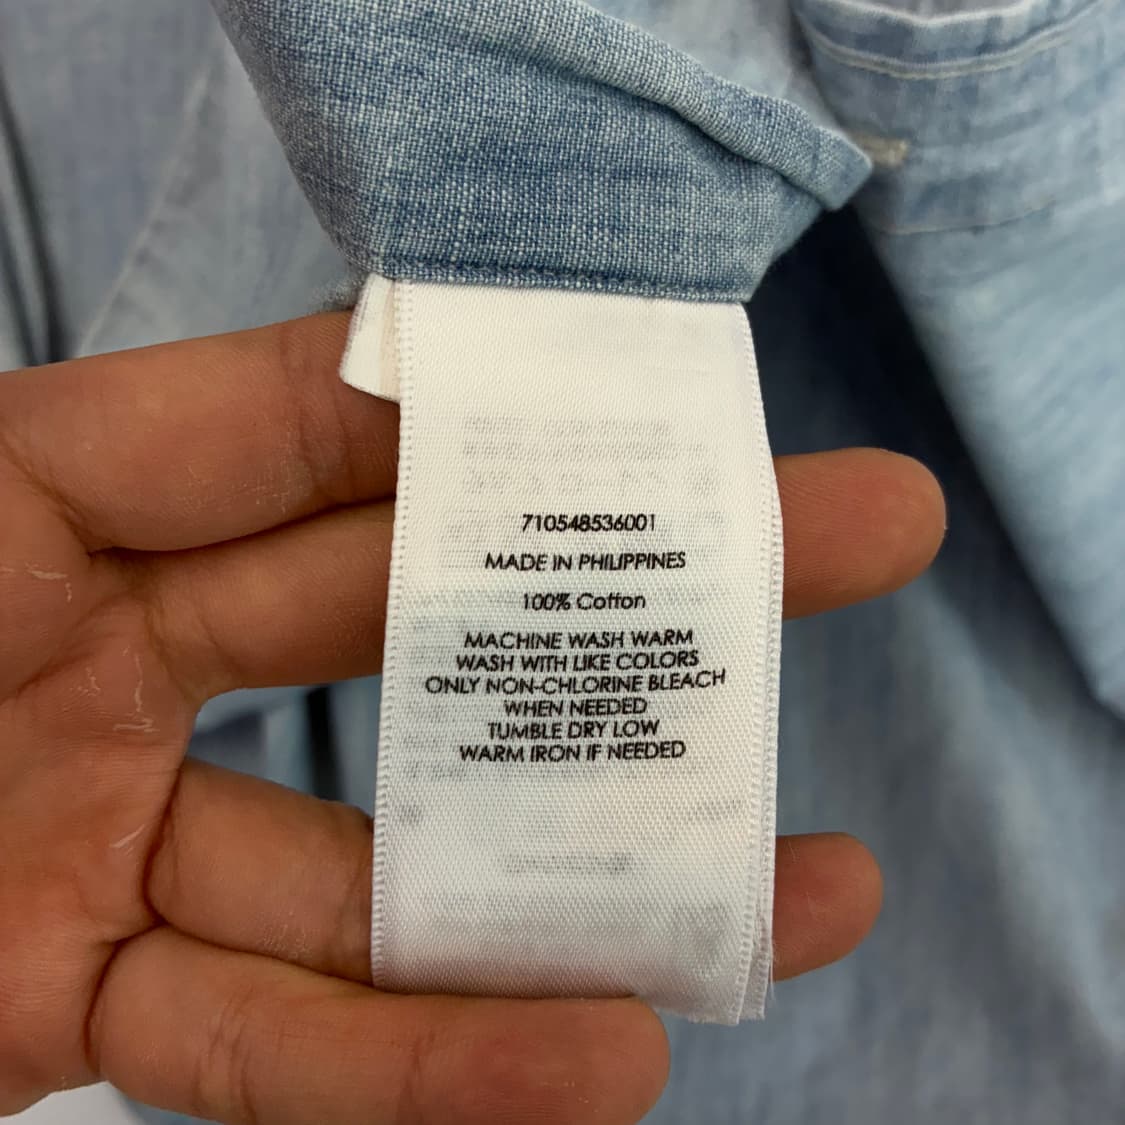 710548536001
MADE IN PHILIPPINES
100% Cotton
MACHINE WASH WARM
WASH WITH LIKE COLORS
ONLY NON-CHLORINE BLEACH
WHEN NEEDED
TUMBLE DRY LOW
WARM IRON IF NEEDED